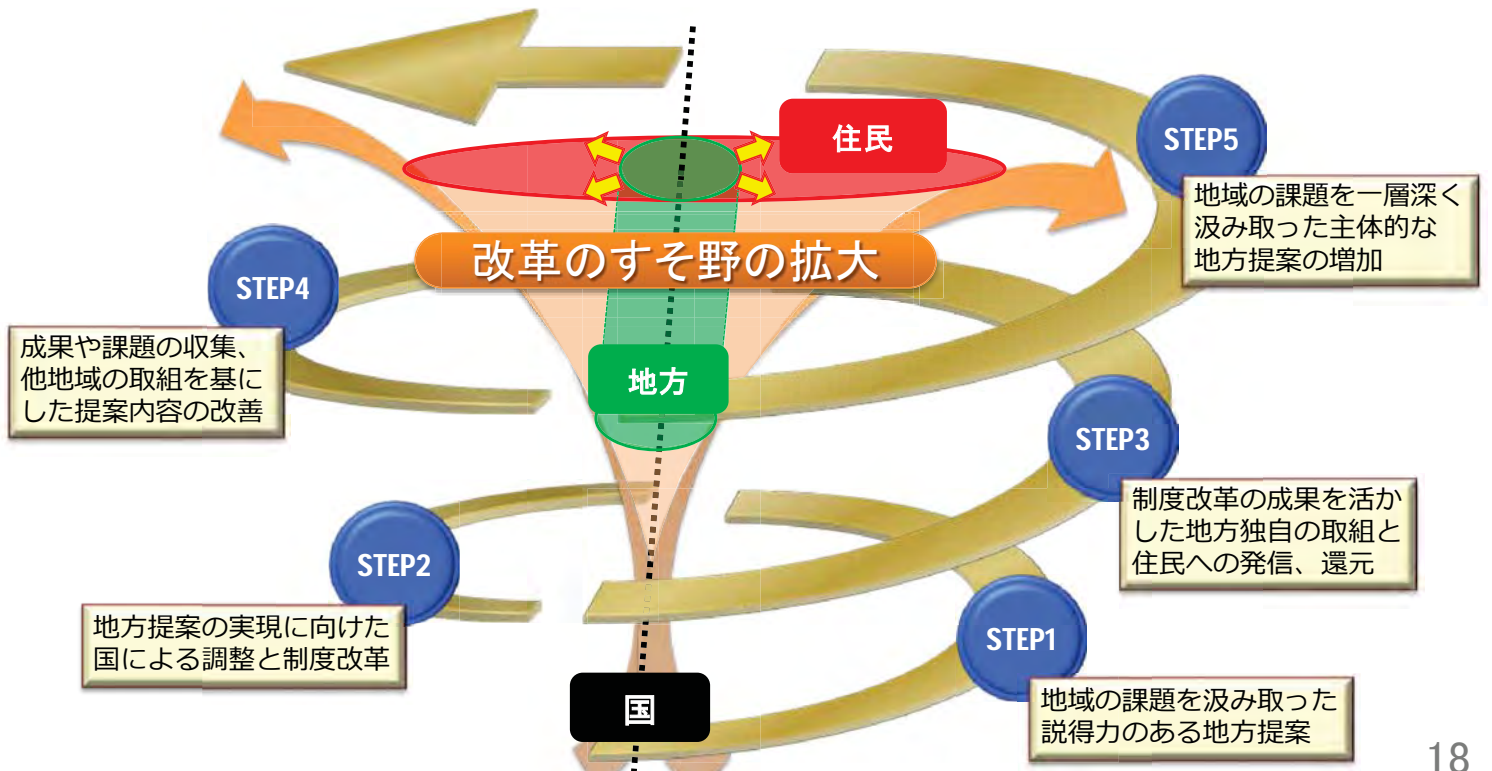 住民
STEP5
地域の課題を一層深く
汲み取った主体的な
地方提案の増加
改革のすそ野の拡大
STEP4
成果や課題の収集、
他地域の取組を基に
した提案内容の改善
地方
STEP3
制度改革の成果を活か
した地方独自の取組と
住民への発信、還元
STEP2
地方提案の実現に向けた
国による調整と制度改革
STEP1
地域の課題を汲み取った
説得力のある地方提案
国
18